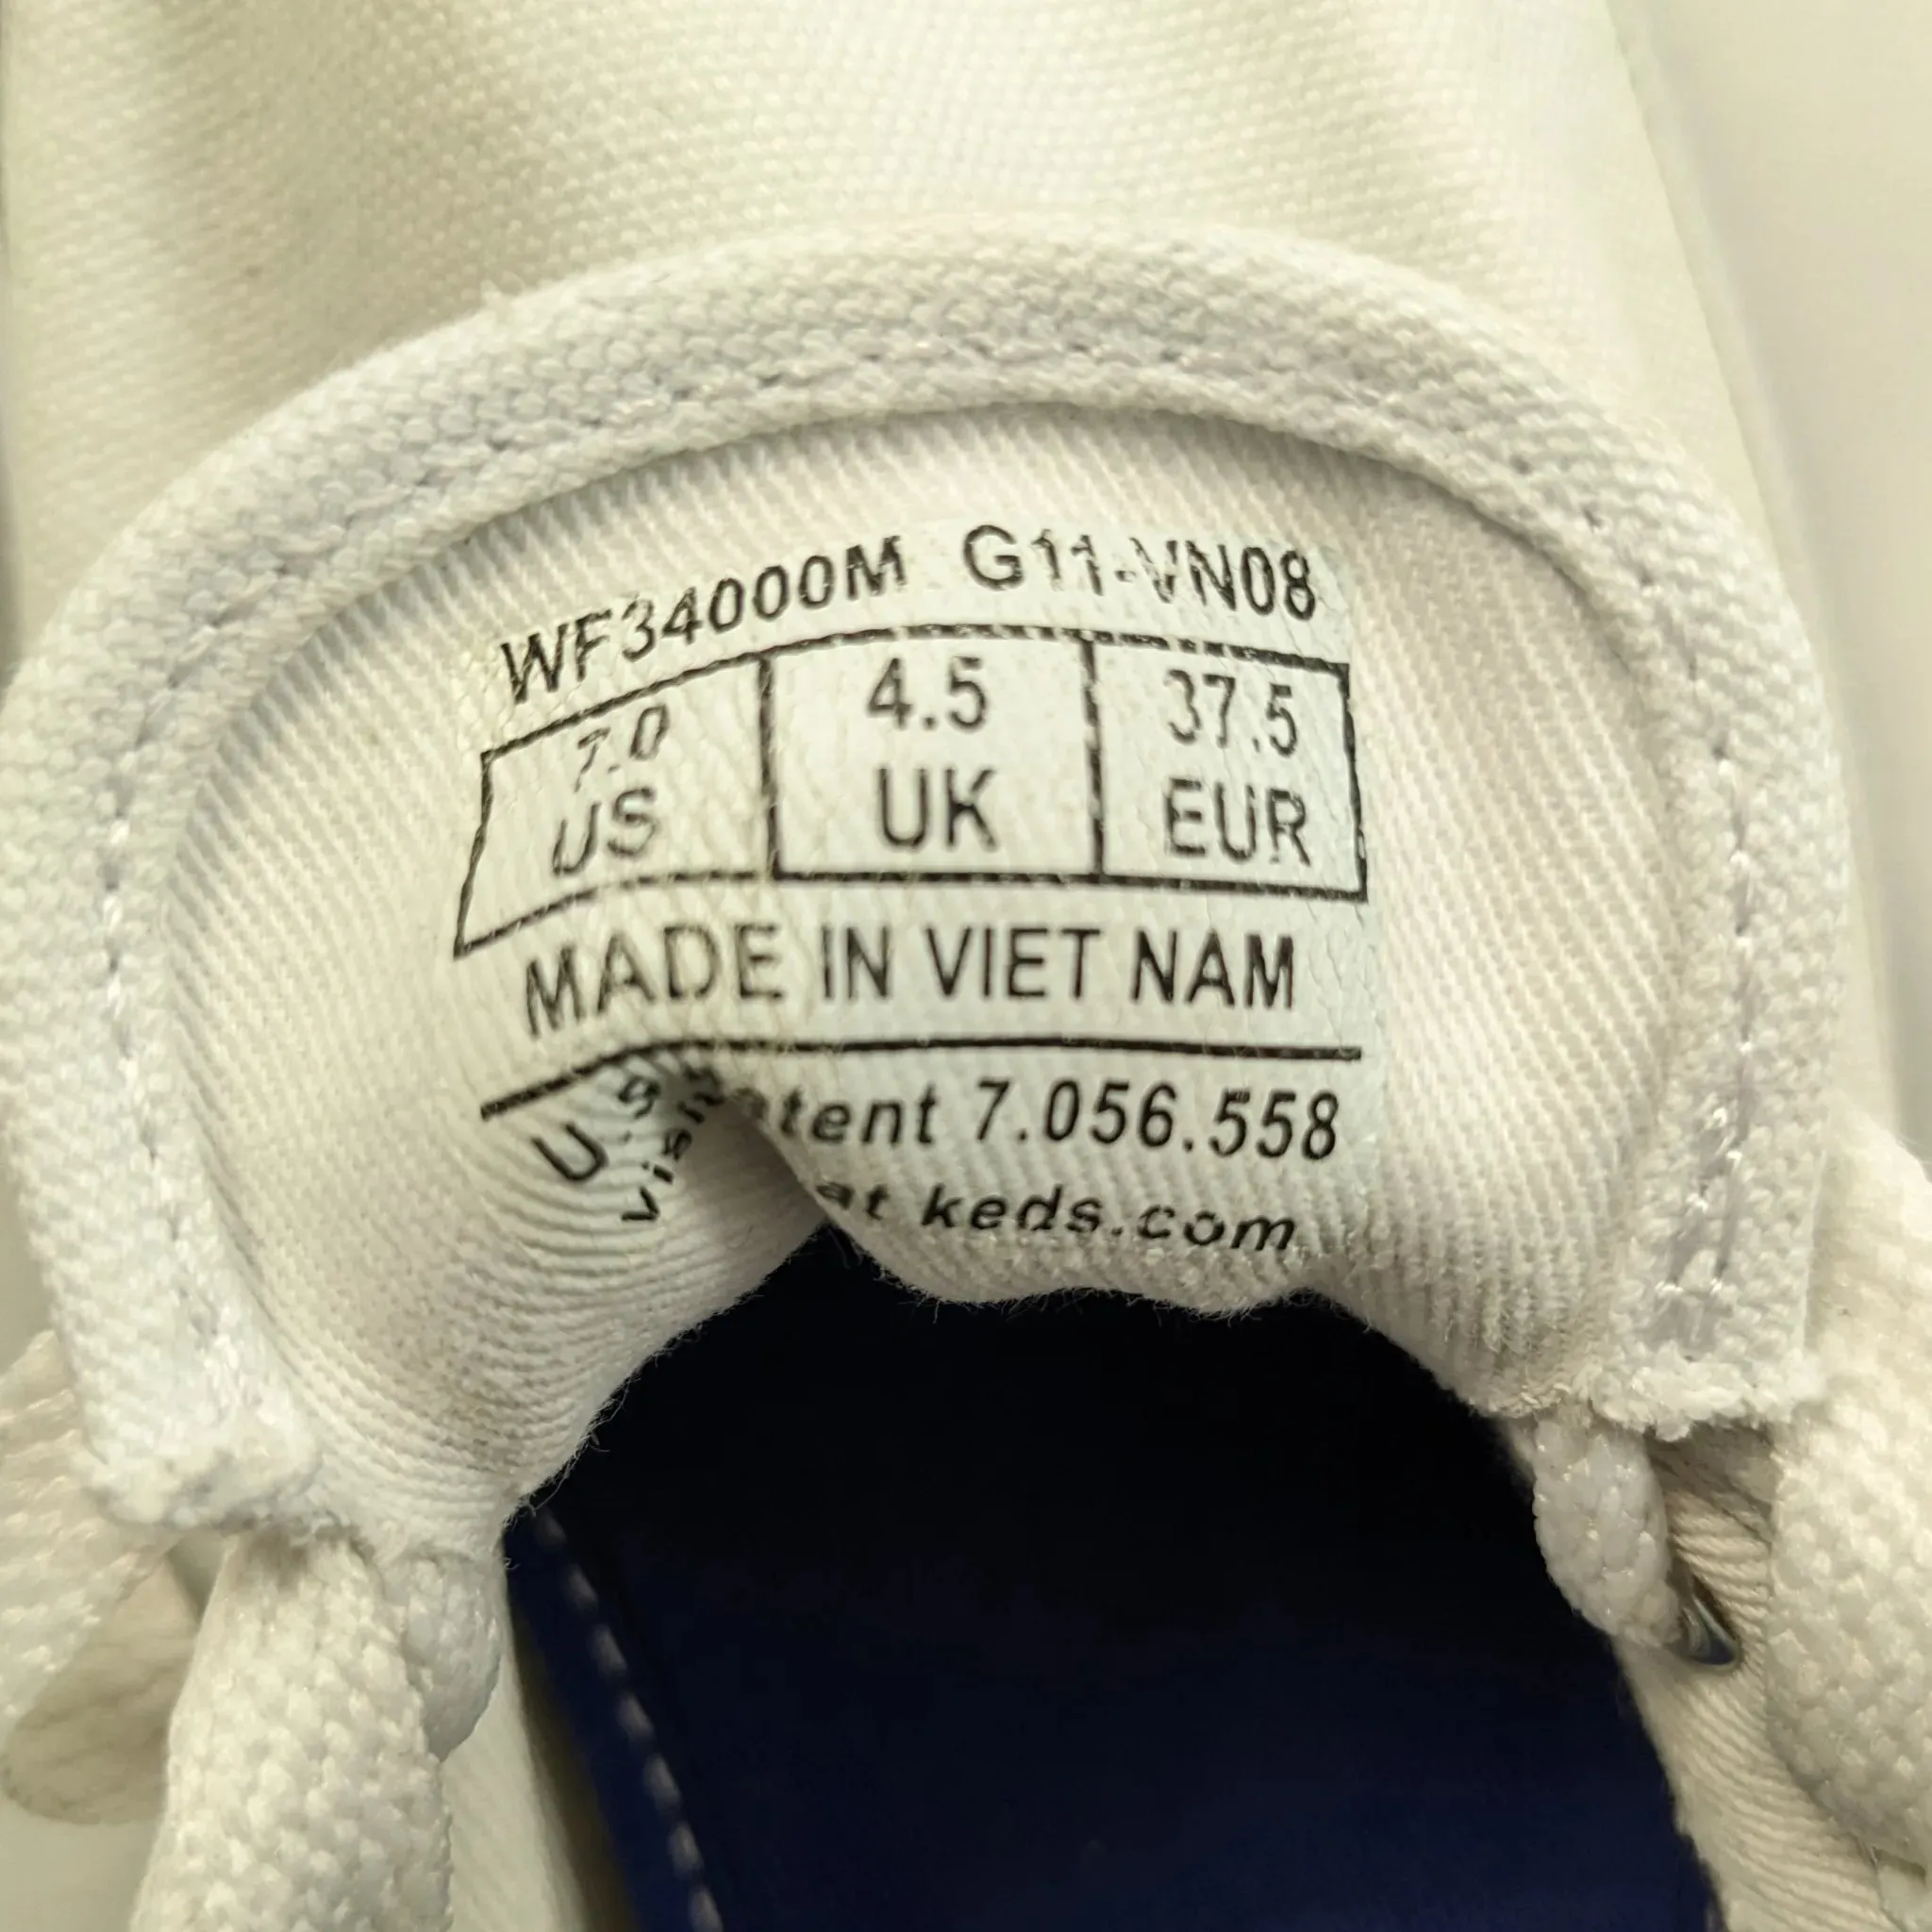 WF34000M G11-VN08
7.0 4.5 37.5
US UK EUR
MADE IN VIET NAM
U.S. 7.056.558
at keds.com